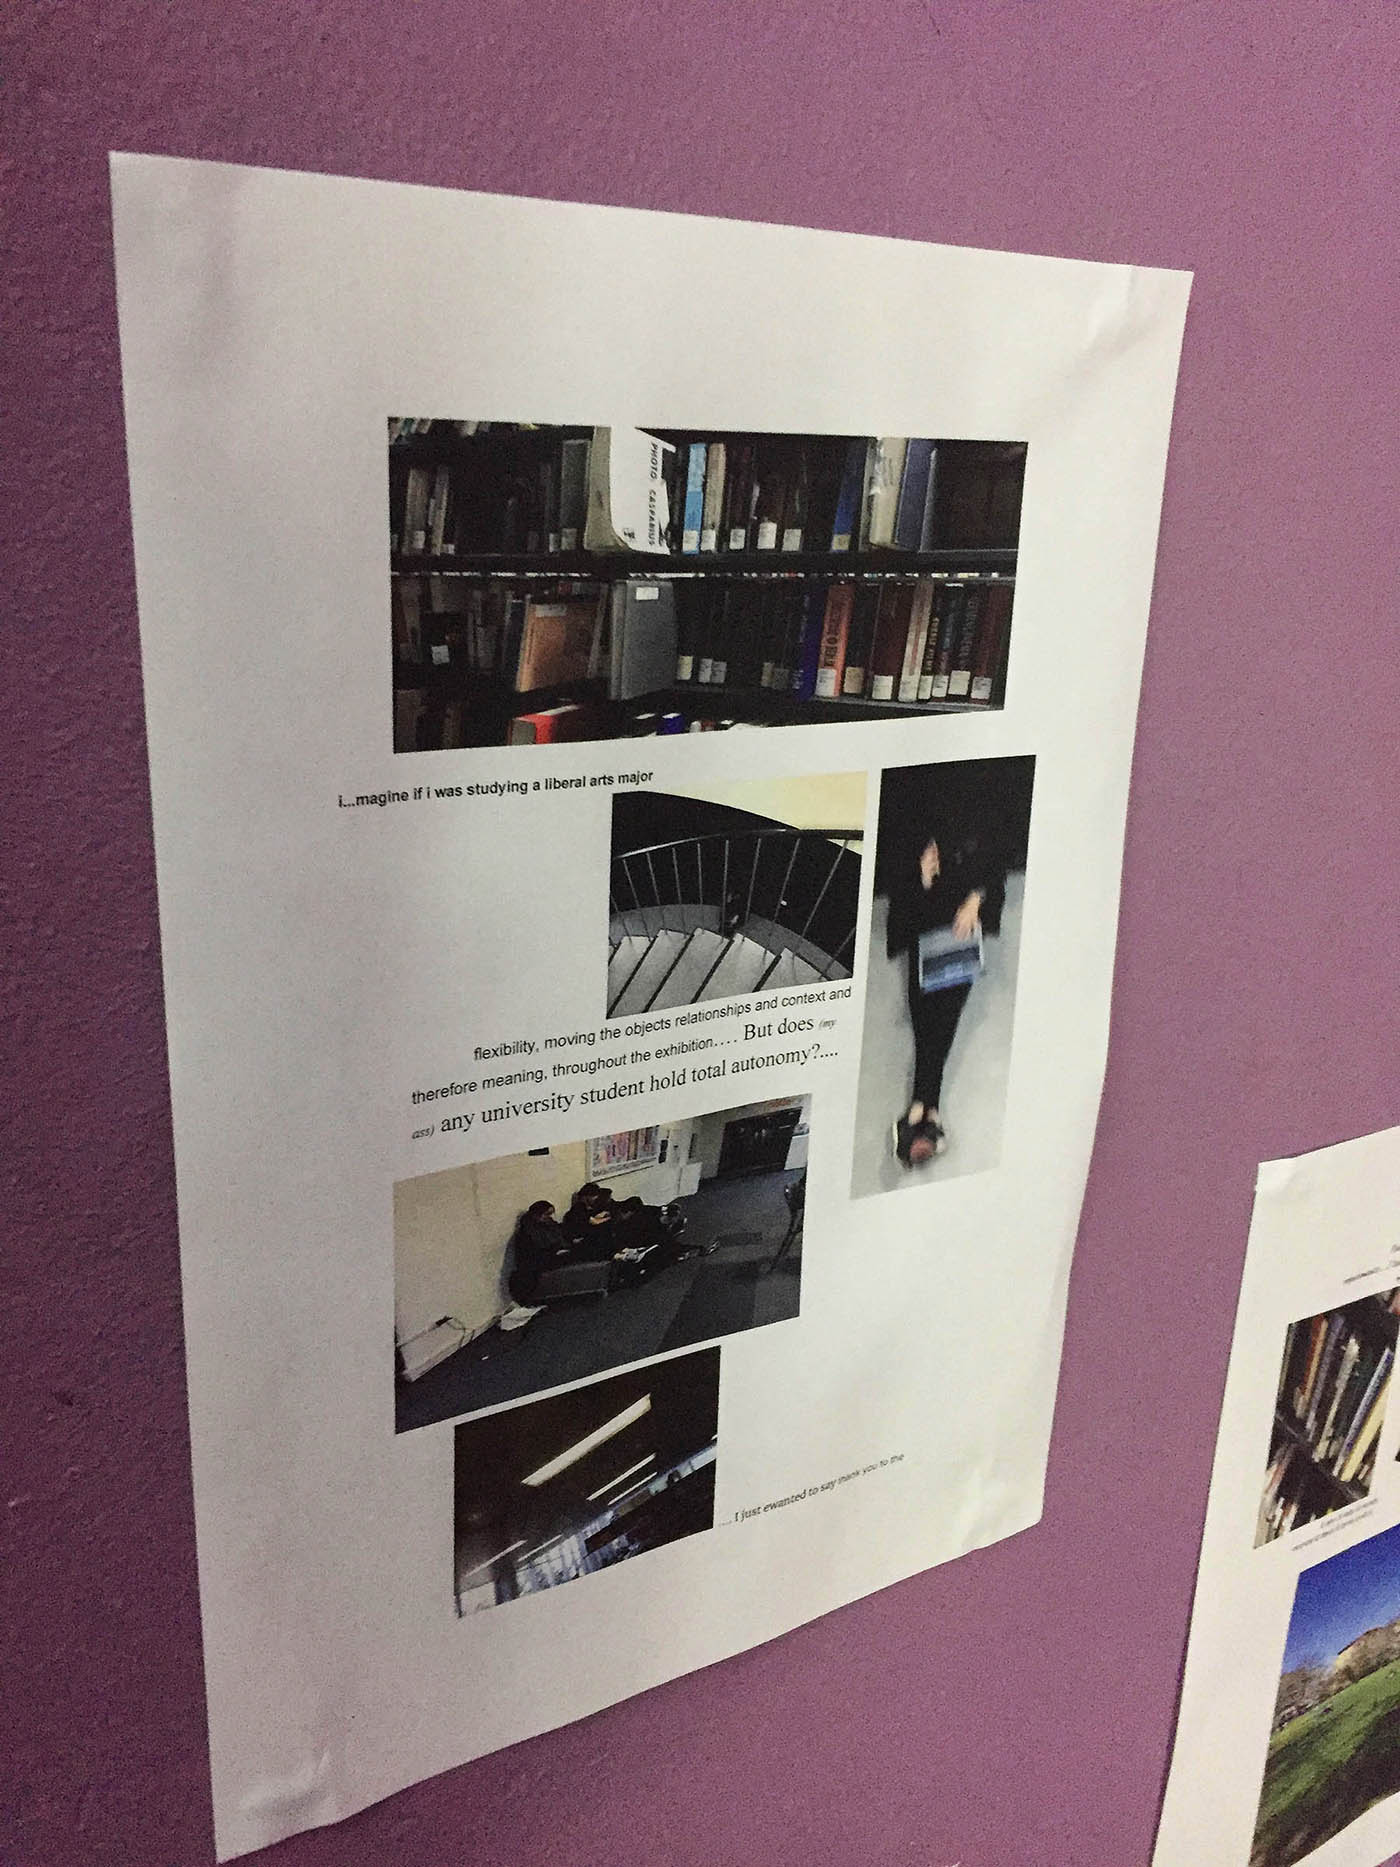 PHOTO: CASPARIUS
i...magine if i was studying a liberal arts major
flexibility, moving the objects relationships and context and
therefore meaning, throughout the exhibition.... But does (my
ass) any university student hold total autonomy?....
.... I just ewanted to say thank you to the